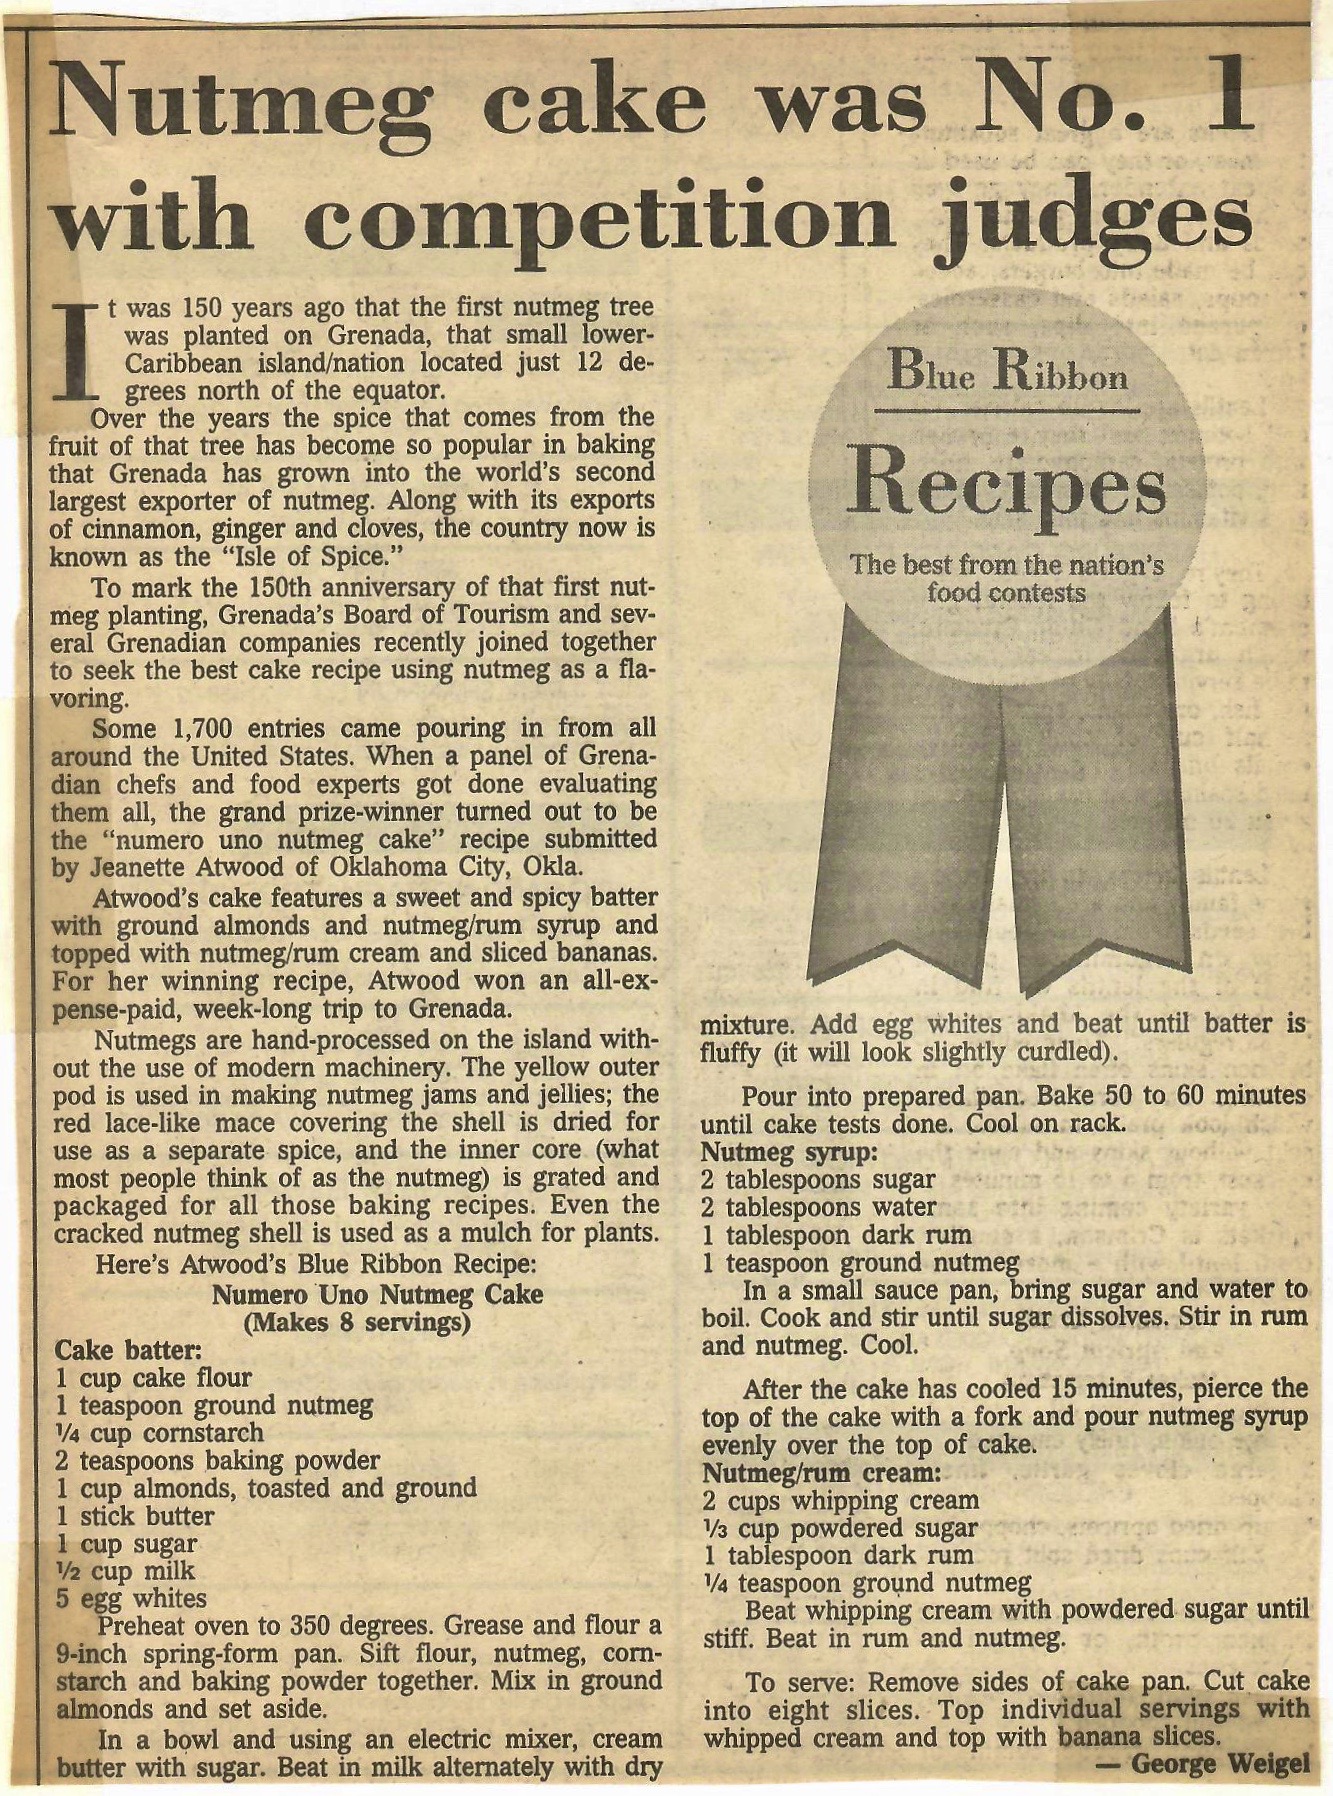 Nutmeg cake was No. 1
with competition judges
It was 150 years ago that the first nutmeg tree
was planted on Grenada, that small lower-
Caribbean island/nation located just 12 de-
grees north of the equator.
Over the years the spice that comes from the
fruit of that tree has become so popular in baking
that Grenada has grown into the world's second
largest exporter of nutmeg. Along with its exports
of cinnamon, ginger and cloves, the country now is
known as the “Isle of Spice.”
To mark the 150th anniversary of that first nut-
meg planting, Grenada's Board of Tourism and sev-
eral Grenadian companies recently joined together
to seek the best cake recipe using nutmeg as a fla-
voring.
Some 1,700 entries came pouring in from all
around the United States. When a panel of Grena-
dian chefs and food experts got done evaluating
them all, the grand prize-winner turned out to be
the “numero uno nutmeg cake” recipe submitted
by Jeanette Atwood of Oklahoma City, Okla.
Atwood's cake features a sweet and spicy batter
with ground almonds and nutmeg/rum syrup and
topped with nutmeg/rum cream and sliced bananas.
For her winning recipe, Atwood won an all-ex-
pense-paid, week-long trip to Grenada.
Nutmegs are hand-processed on the island with-
out the use of modern machinery. The yellow outer
pod is used in making nutmeg jams and jellies; the
red lace-like mace covering the shell is dried for
use as a separate spice, and the inner core (what
most people think of as the nutmeg) is grated and
packaged for all those baking recipes. Even the
cracked nutmeg shell is used as a mulch for plants.
Here's Atwood's Blue Ribbon Recipe:
Numero Uno Nutmeg Cake
(Makes 8 servings)
Cake batter:
1 cup cake flour
1 teaspoon ground nutmeg
1/4 cup cornstarch
2 teaspoons baking powder
1 cup almonds, toasted and ground
1 stick butter
1 cup sugar
1/2 cup milk
5 egg whites
Preheat oven to 350 degrees. Grease and flour a
9-inch spring-form pan. Sift flour, nutmeg, corn-
starch and baking powder together. Mix in ground
almonds and set aside.
In a bowl and using an electric mixer, cream
butter with sugar. Beat in milk alternately with dry
Blue Ribbon
Recipes
The best from the nation's
food contests
mixture. Add egg whites and beat until batter is
fluffy (it will look slightly curdled).
Pour into prepared pan. Bake 50 to 60 minutes
until cake tests done. Cool on rack.
Nutmeg syrup:
2 tablespoons sugar
2 tablespoons water
1 tablespoon dark rum
1 teaspoon ground nutmeg
In a small sauce pan, bring sugar and water to
boil. Cook and stir until sugar dissolves. Stir in rum
and nutmeg. Cool.
After the cake has cooled 15 minutes, pierce the
top of the cake with a fork and pour nutmeg syrup
evenly over the top of cake.
Nutmeg/rum cream:
2 cups whipping cream
1/3 cup powdered sugar
1 tablespoon dark rum
1/4 teaspoon ground nutmeg
Beat whipping cream with powdered sugar until
stiff. Beat in rum and nutmeg.
To serve: Remove sides of cake pan. Cut cake
into eight slices. Top individual servings with
whipped cream and top with banana slices.
— George Weigel